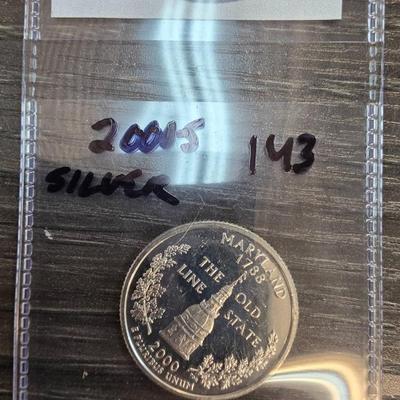 2000S 143
SILVER
MARYLAND
1788
THE OLD
LINE STATE
2000
E PLURIBUS UNUM